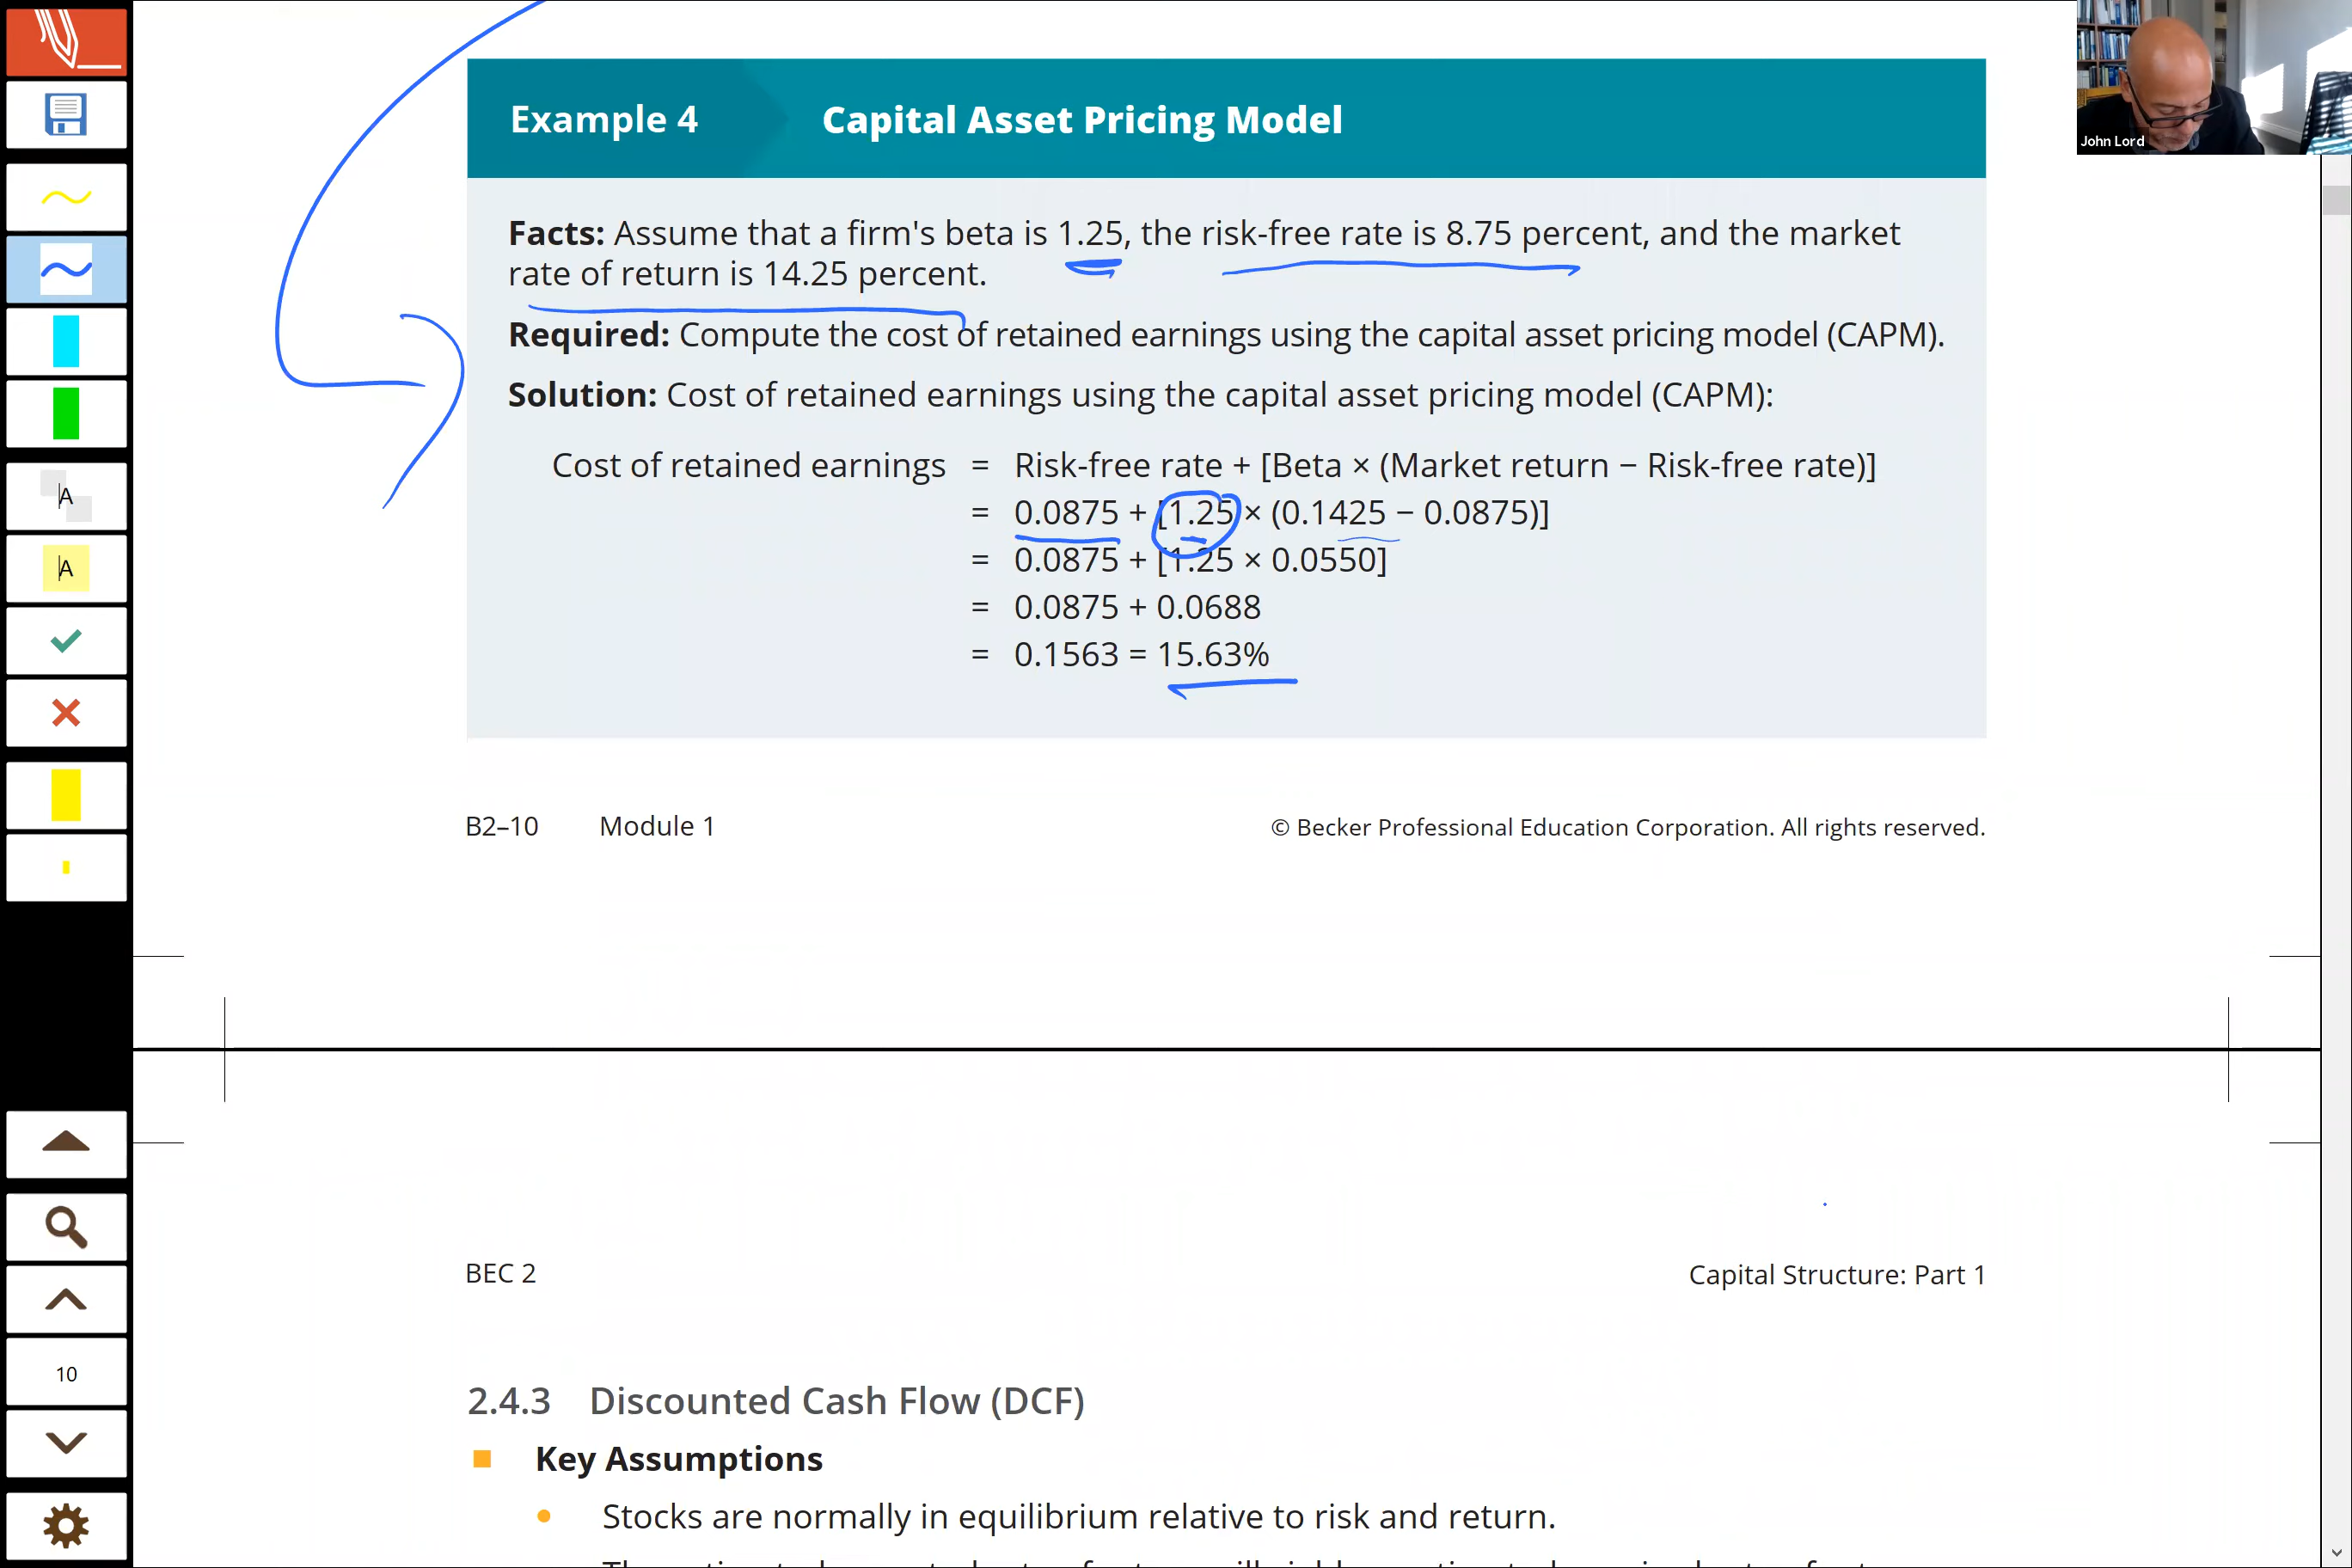 John Lord
Example 4 Capital Asset Pricing Model
Facts: Assume that a firm's beta is 1.25, the risk-free rate is 8.75 percent, and the market
rate of return is 14.25 percent.
Required: Compute the cost of retained earnings using the capital asset pricing model (CAPM).
Solution: Cost of retained earnings using the capital asset pricing model (CAPM):
Cost of retained earnings = Risk-free rate + [Beta × (Market return − Risk-free rate)]
= 0.0875 + [1.25 × (0.1425 − 0.0875)]
= 0.0875 + [1.25 × 0.0550]
= 0.0875 + 0.0688
= 0.1563 = 15.63%
B2–10 Module 1 © Becker Professional Education Corporation. All rights reserved.
BEC 2 Capital Structure: Part 1
2.4.3 Discounted Cash Flow (DCF)
Key Assumptions
Stocks are normally in equilibrium relative to risk and return.
A
A
10